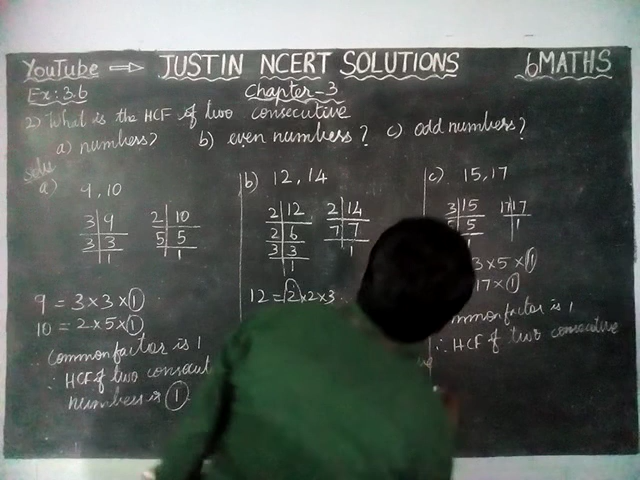 YouTube ⇒ JUSTIN NCERT SOLUTIONS 6MATHS
Ex: 3.6 Chapter-3
2) What is the HCF of two consecutive
a) numbers? b) even numbers? c) odd numbers?
Soln:
a) 9, 10
3 | 9
3 | 3
1
2 | 10
5 | 5
1
9 = 3×3×1
10 = 2×5×1
Common factor is 1
∴ HCF of two consecut
numbers is 1
b) 12, 14
2 | 12
2 | 6
3 | 3
1
2 | 14
7 | 7
1
12 = 2×2×3
c) 15, 17
3 | 15
5 | 5
1
17 | 17
1
3×5×1
17×1
mmon factor is 1
∴ HCF of two consecutive